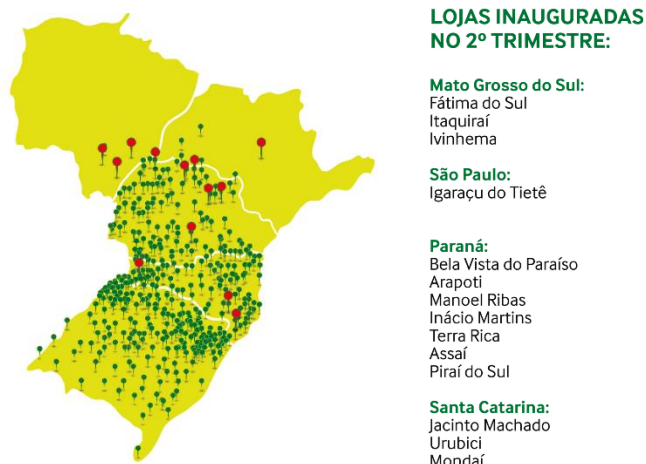 LOJAS INAUGURADAS
NO 2º TRIMESTRE:
Mato Grosso do Sul:
Fátima do Sul
Itaquiraí
Ivinhema
São Paulo:
Igaraçu do Tietê
Paraná:
Bela Vista do Paraíso
Arapoti
Manoel Ribas
Inácio Martins
Terra Rica
Assaí
Piraí do Sul
Santa Catarina:
Jacinto Machado
Urubici
Mondaí